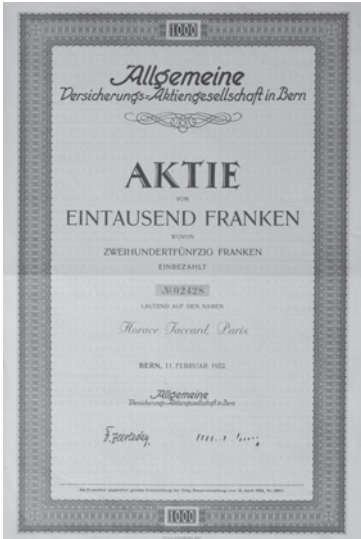 1000
Allgemeine
Versicherungs-Aktiengesellschaft in Bern
AKTIE
VON
EINTAUSEND FRANKEN
WOVON
ZWEIHUNDERTFÜNFZIG FRANKEN
EINBEZAHLT
№ 02428
LAUTEND AUF DEN NAMEN
Horace Jaccard, Paris
BERN, 11. FEBRUAR 1922.
Allgemeine
Versicherungs-Aktiengesellschaft in Bern
1000